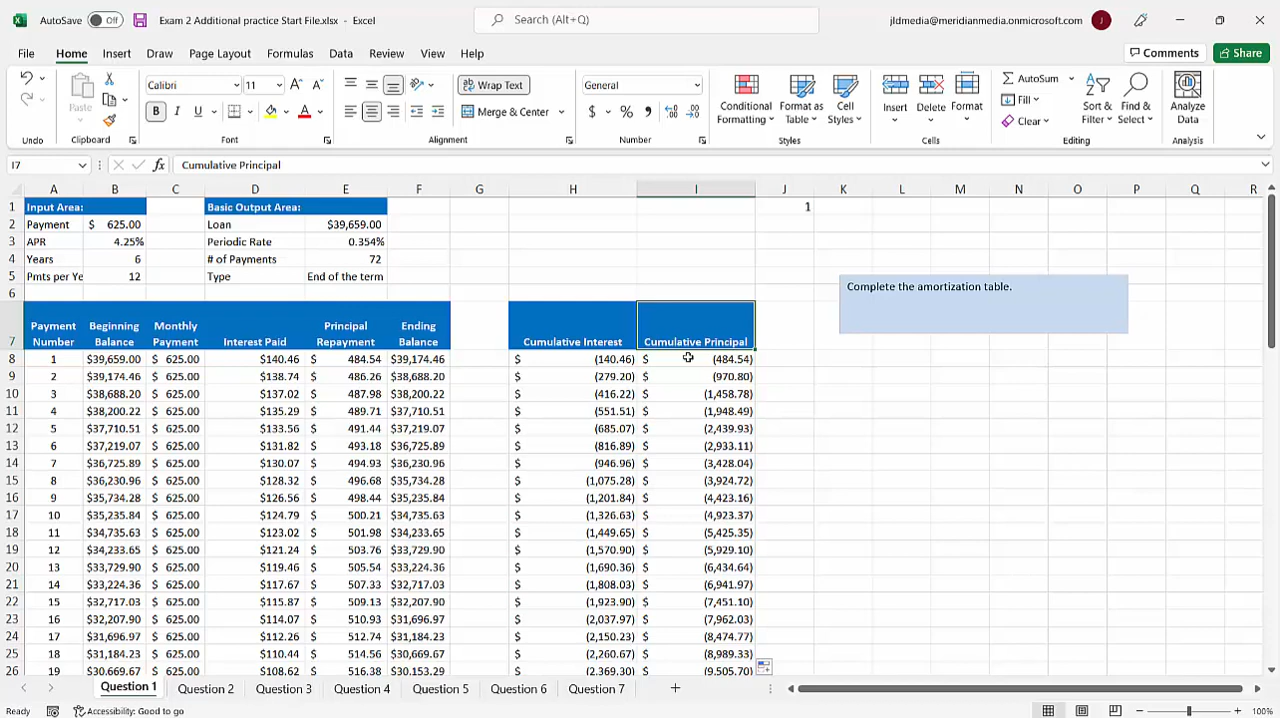 AutoSave Off Exam 2 Additional practice Start File.xlsx - Excel Search (Alt+Q) jldmedia@meridianmedia.onmicrosoft.com J
File Home Insert Draw Page Layout Formulas Data Review View Help Comments Share
Calibri 11 Wrap Text General AutoSum
Paste B I U Merge & Center $ % Conditional Formatting Format as Table Cell Styles Insert Delete Format Fill Clear Sort & Filter Find & Select Analyze Data
Undo Clipboard Font Alignment Number Styles Cells Editing Analysis
I7 fx Cumulative Principal
A B C D E F G H I J K L M N O P Q R
1 Input Area: Basic Output Area: 1
2 Payment $ 625.00 Loan $39,659.00
3 APR 4.25% Periodic Rate 0.354%
4 Years 6 # of Payments 72
5 Pmts per Ye 12 Type End of the term
6 Complete the amortization table.
Payment Beginning Monthly Principal Ending
7 Number Balance Payment Interest Paid Repayment Balance Cumulative Interest Cumulative Principal
8 1 $39,659.00 $ 625.00 $140.46 $ 484.54 $39,174.46 $ (140.46) $ (484.54)
9 2 $39,174.46 $ 625.00 $138.74 $ 486.26 $38,688.20 $ (279.20) $ (970.80)
10 3 $38,688.20 $ 625.00 $137.02 $ 487.98 $38,200.22 $ (416.22) $ (1,458.78)
11 4 $38,200.22 $ 625.00 $135.29 $ 489.71 $37,710.51 $ (551.51) $ (1,948.49)
12 5 $37,710.51 $ 625.00 $133.56 $ 491.44 $37,219.07 $ (685.07) $ (2,439.93)
13 6 $37,219.07 $ 625.00 $131.82 $ 493.18 $36,725.89 $ (816.89) $ (2,933.11)
14 7 $36,725.89 $ 625.00 $130.07 $ 494.93 $36,230.96 $ (946.96) $ (3,428.04)
15 8 $36,230.96 $ 625.00 $128.32 $ 496.68 $35,734.28 $ (1,075.28) $ (3,924.72)
16 9 $35,734.28 $ 625.00 $126.56 $ 498.44 $35,235.84 $ (1,201.84) $ (4,423.16)
17 10 $35,235.84 $ 625.00 $124.79 $ 500.21 $34,735.63 $ (1,326.63) $ (4,923.37)
18 11 $34,735.63 $ 625.00 $123.02 $ 501.98 $34,233.65 $ (1,449.65) $ (5,425.35)
19 12 $34,233.65 $ 625.00 $121.24 $ 503.76 $33,729.90 $ (1,570.90) $ (5,929.10)
20 13 $33,729.90 $ 625.00 $119.46 $ 505.54 $33,224.36 $ (1,690.36) $ (6,434.64)
21 14 $33,224.36 $ 625.00 $117.67 $ 507.33 $32,717.03 $ (1,808.03) $ (6,941.97)
22 15 $32,717.03 $ 625.00 $115.87 $ 509.13 $32,207.90 $ (1,923.90) $ (7,451.10)
23 16 $32,207.90 $ 625.00 $114.07 $ 510.93 $31,696.97 $ (2,037.97) $ (7,962.03)
24 17 $31,696.97 $ 625.00 $112.26 $ 512.74 $31,184.23 $ (2,150.23) $ (8,474.77)
25 18 $31,184.23 $ 625.00 $110.44 $ 514.56 $30,669.67 $ (2,260.67) $ (8,989.33)
26 19 $30,669.67 $ 625.00 $108.62 $ 516.38 $30,153.29 $ (2,369.30) $ (9,505.70)
Question 1 Question 2 Question 3 Question 4 Question 5 Question 6 Question 7
Ready Accessibility: Good to go 100%